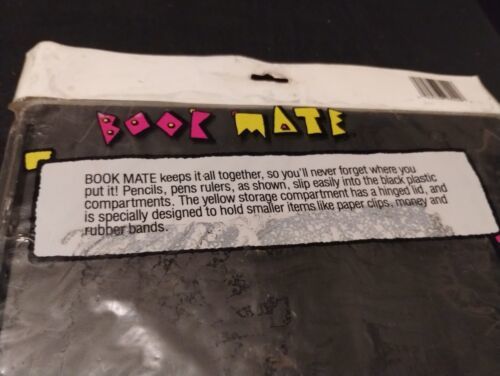 BOOK MATE
BOOK MATE keeps it all together, so you'll never forget where you
put it! Pencils, pens rulers, as shown, slip easily into the black plastic
compartments. The yellow storage compartment has a hinged lid, and
is specially designed to hold smaller items like paper clips, money and
rubber bands.